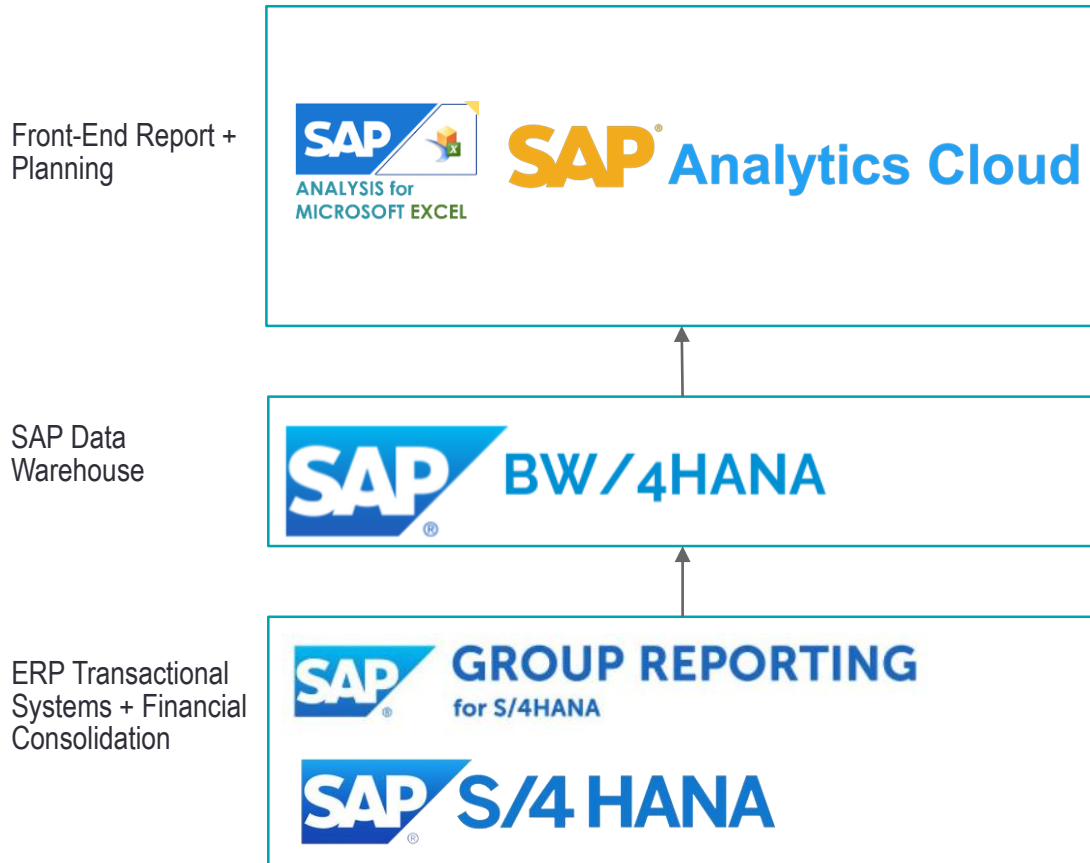 Front-End Report +
Planning
SAP
ANALYSIS for
MICROSOFT EXCEL
SAP® Analytics Cloud
SAP Data
Warehouse
SAP® BW/4HANA
ERP Transactional
Systems + Financial
Consolidation
SAP® GROUP REPORTING
for S/4HANA
SAP® S/4 HANA